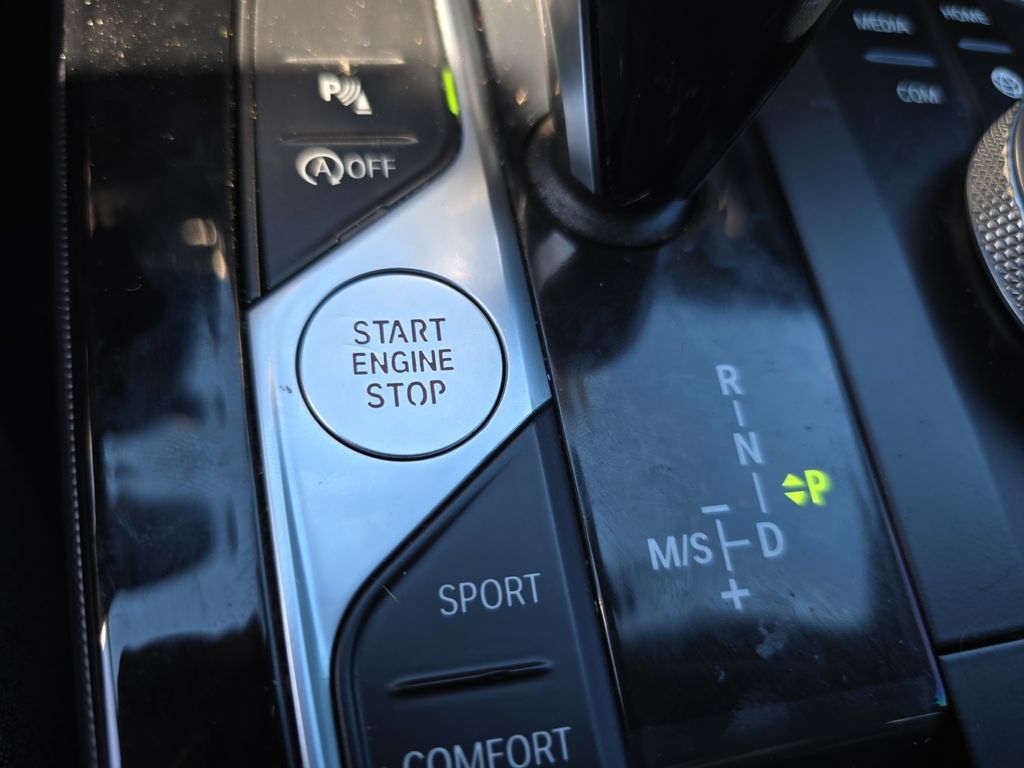 MEDIA
HOME
COM
P
A OFF
START
ENGINE
STOP
R
N
P
M/S
D
–
+
SPORT
COMFORT